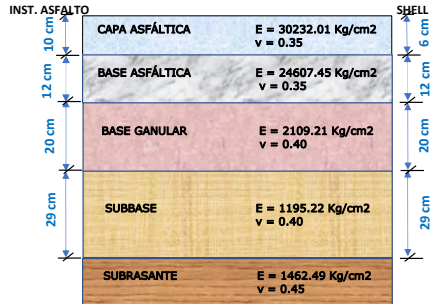 INST. ASFALTO
SHELL
10 cm
CAPA ASFÁLTICA
E = 30232.01 Kg/cm2
v = 0.35
6 cm
12 cm
BASE ASFÁLTICA
E = 24607.45 Kg/cm2
v = 0.35
12 cm
20 cm
BASE GANULAR
E = 2109.21 Kg/cm2
v = 0.40
20 cm
29 cm
SUBBASE
E = 1195.22 Kg/cm2
v = 0.40
29 cm
SUBRASANTE
E = 1462.49 Kg/cm2
v = 0.45